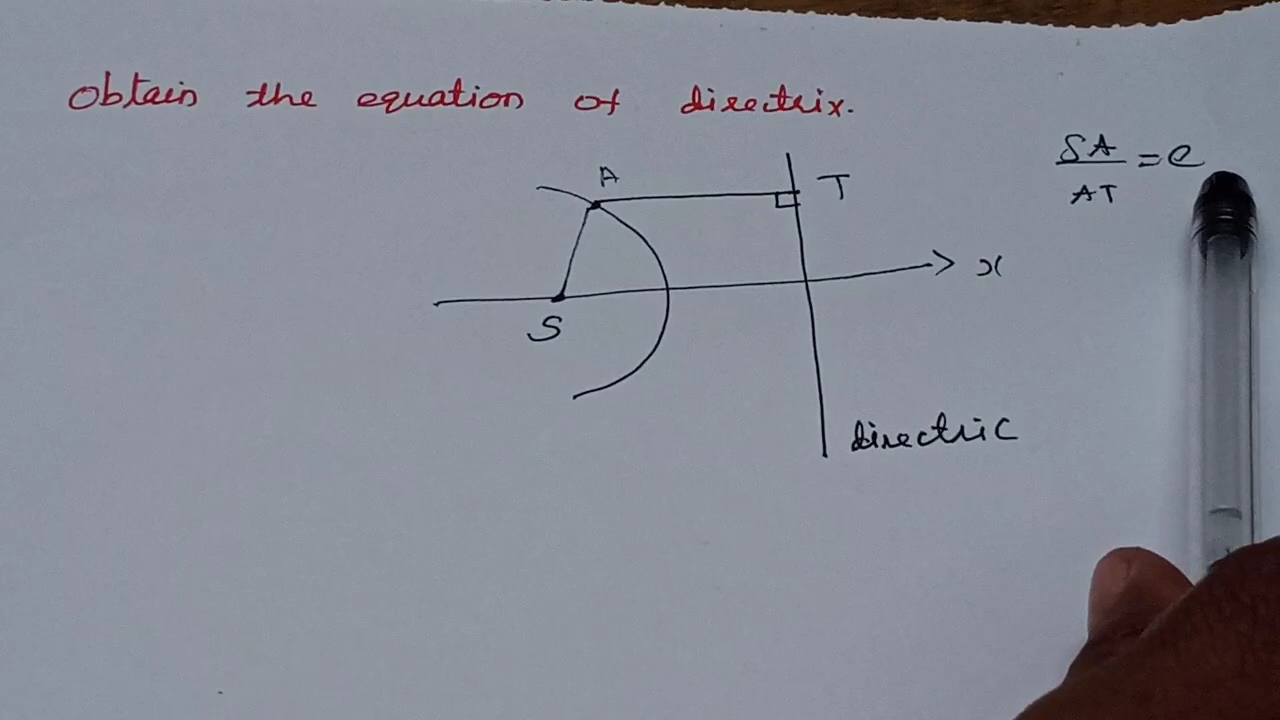 Obtain the equation of directrix.
SA/AT = e
A
T
x
S
directric